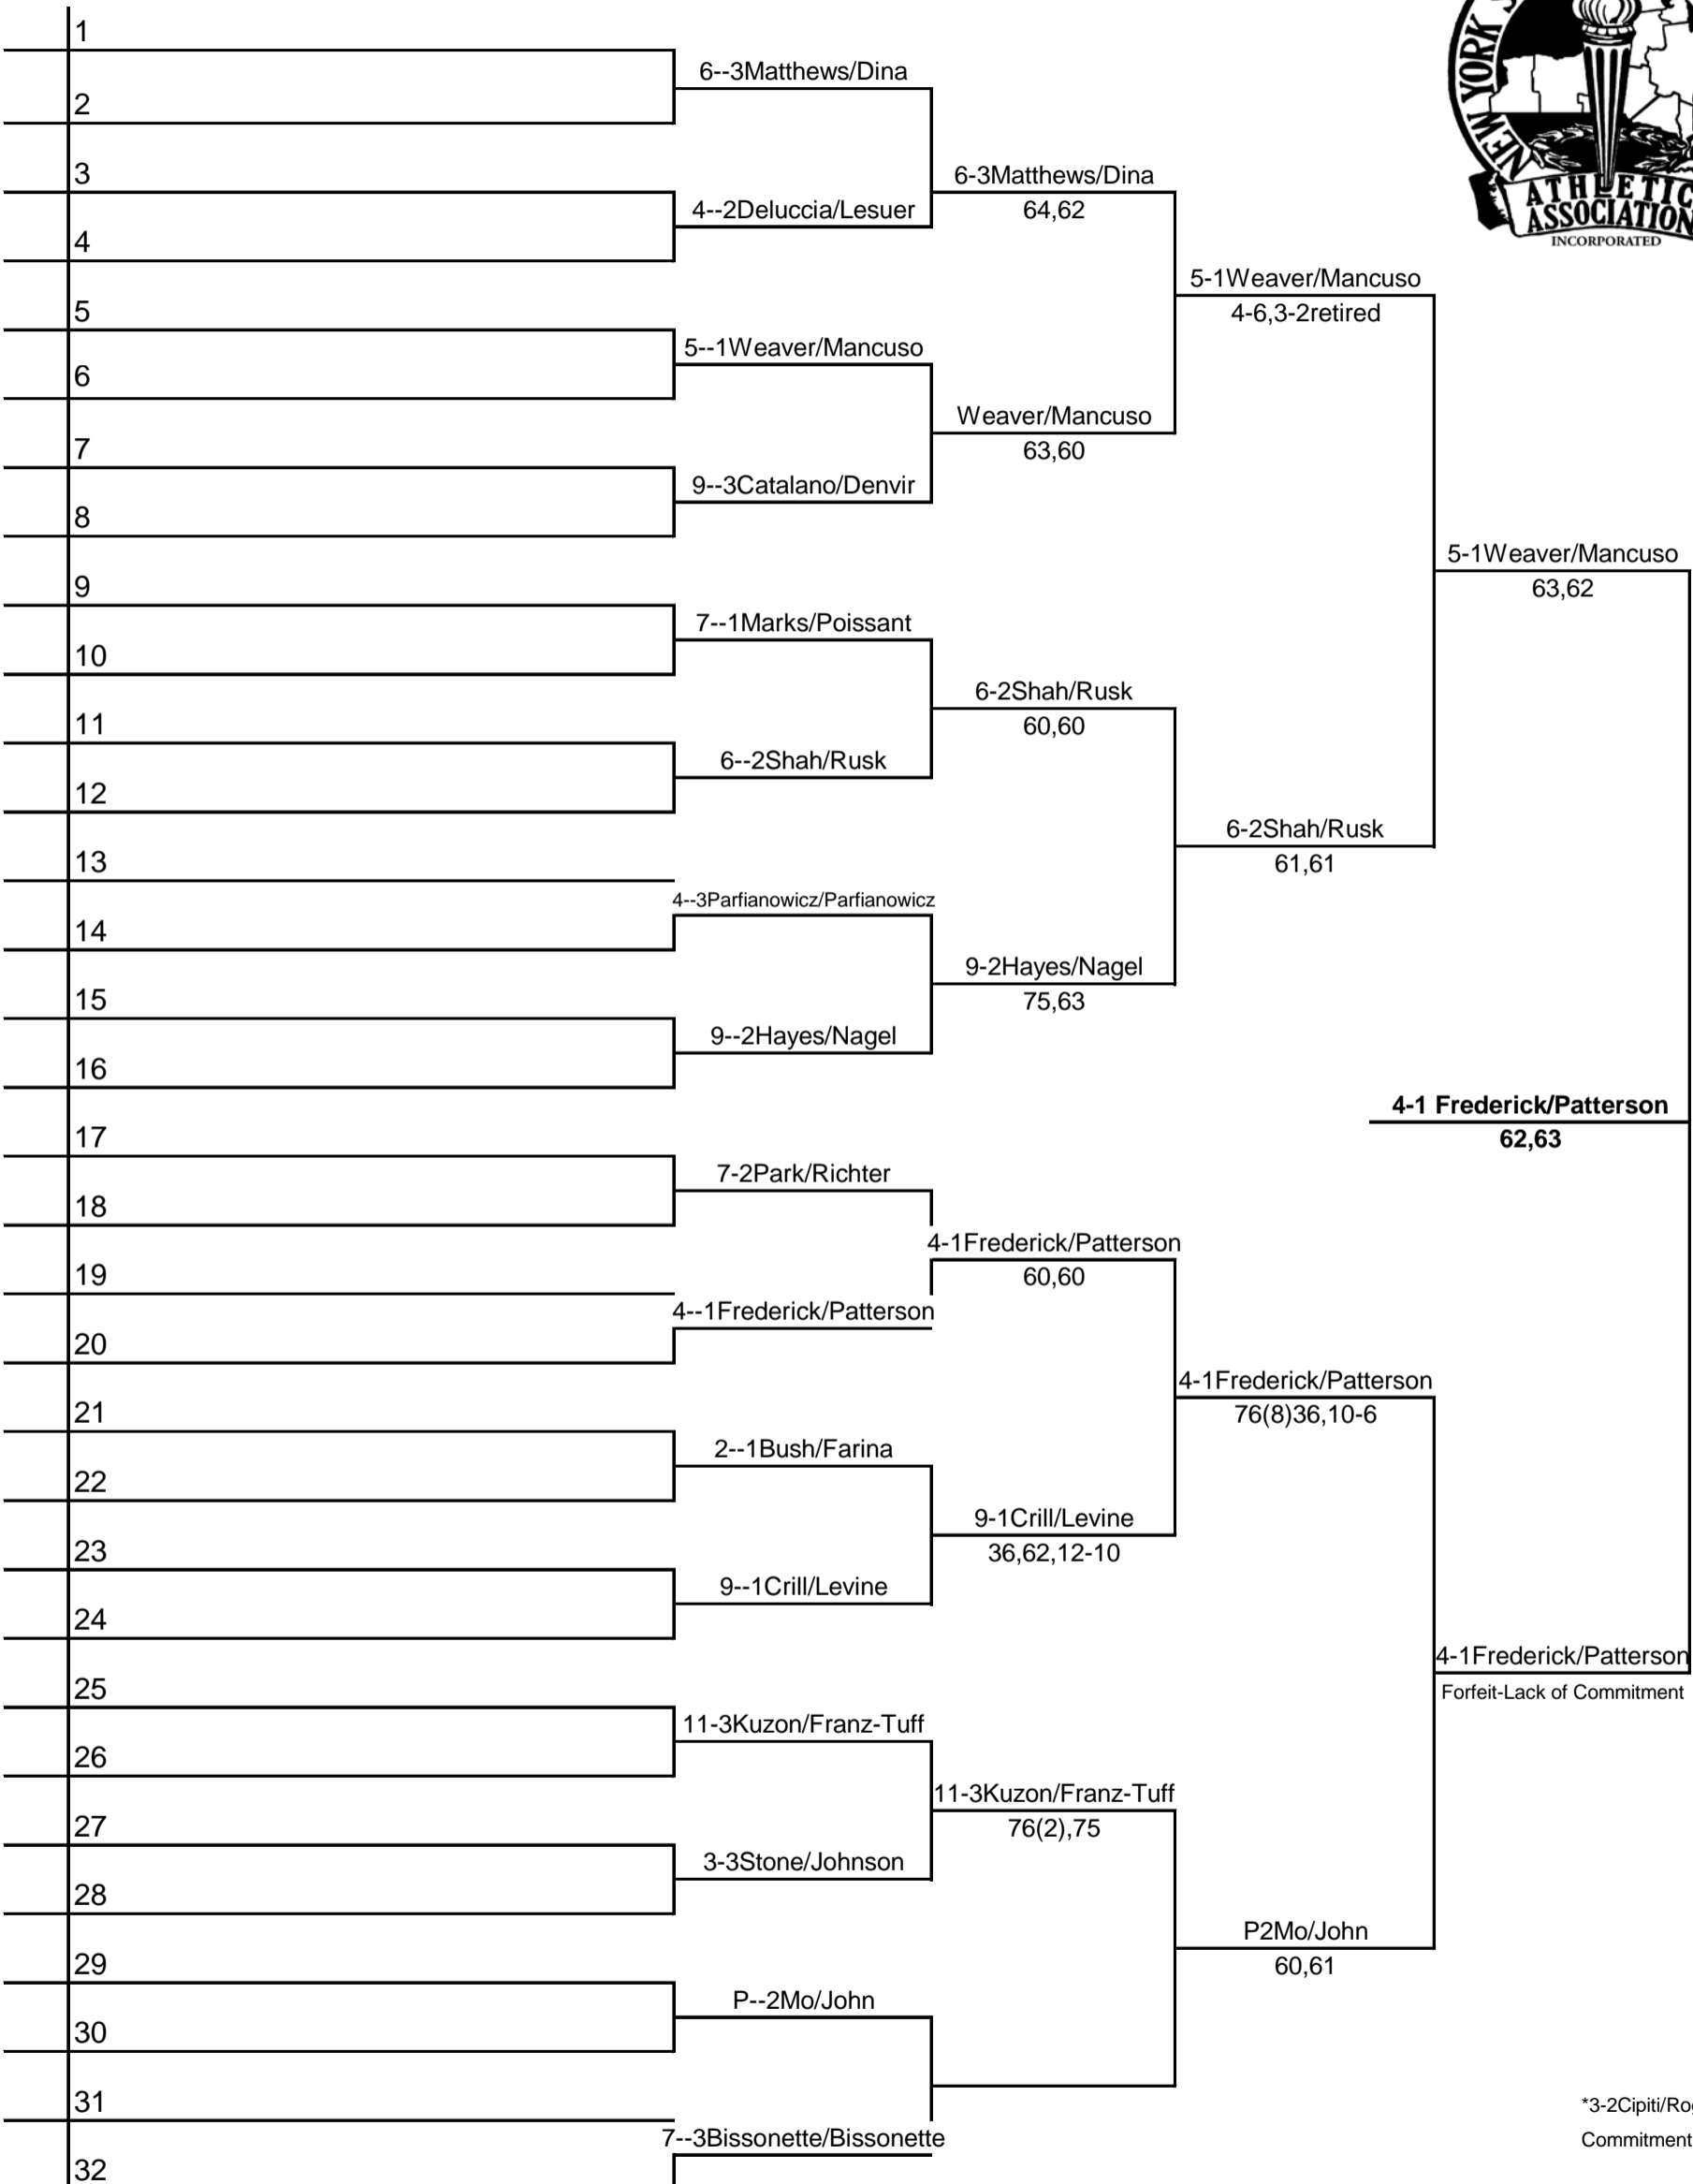 1
6--3Matthews/Dina
2
3
6-3Matthews/Dina
4--2Deluccia/Lesuer
64,62
4
5-1Weaver/Mancuso
5
4-6,3-2retired
5--1Weaver/Mancuso
6
Weaver/Mancuso
7
63,60
9--3Catalano/Denvir
8
5-1Weaver/Mancuso
9
63,62
7--1Marks/Poissant
10
6-2Shah/Rusk
11
60,60
6--2Shah/Rusk
12
6-2Shah/Rusk
13
61,61
4--3Parfianowicz/Parfianowicz
14
9-2Hayes/Nagel
15
75,63
9--2Hayes/Nagel
16
4-1 Frederick/Patterson
17
62,63
7-2Park/Richter
18
4-1Frederick/Patterson
19
60,60
4--1Frederick/Patterson
20
4-1Frederick/Patterson
21
76(8)36,10-6
2--1Bush/Farina
22
9-1Crill/Levine
23
36,62,12-10
9--1Crill/Levine
24
4-1Frederick/Patterson
25
Forfeit-Lack of Commitment
11-3Kuzon/Franz-Tuff
26
11-3Kuzon/Franz-Tuff
27
76(2),75
3-3Stone/Johnson
28
P2Mo/John
29
60,61
P--2Mo/John
30
31
*3-2Cipiti/Ro
7--3Bissonette/Bissonette
Commitment
32
NEW YORK
ATHLETIC
ASSOCIATION
INCORPORATED